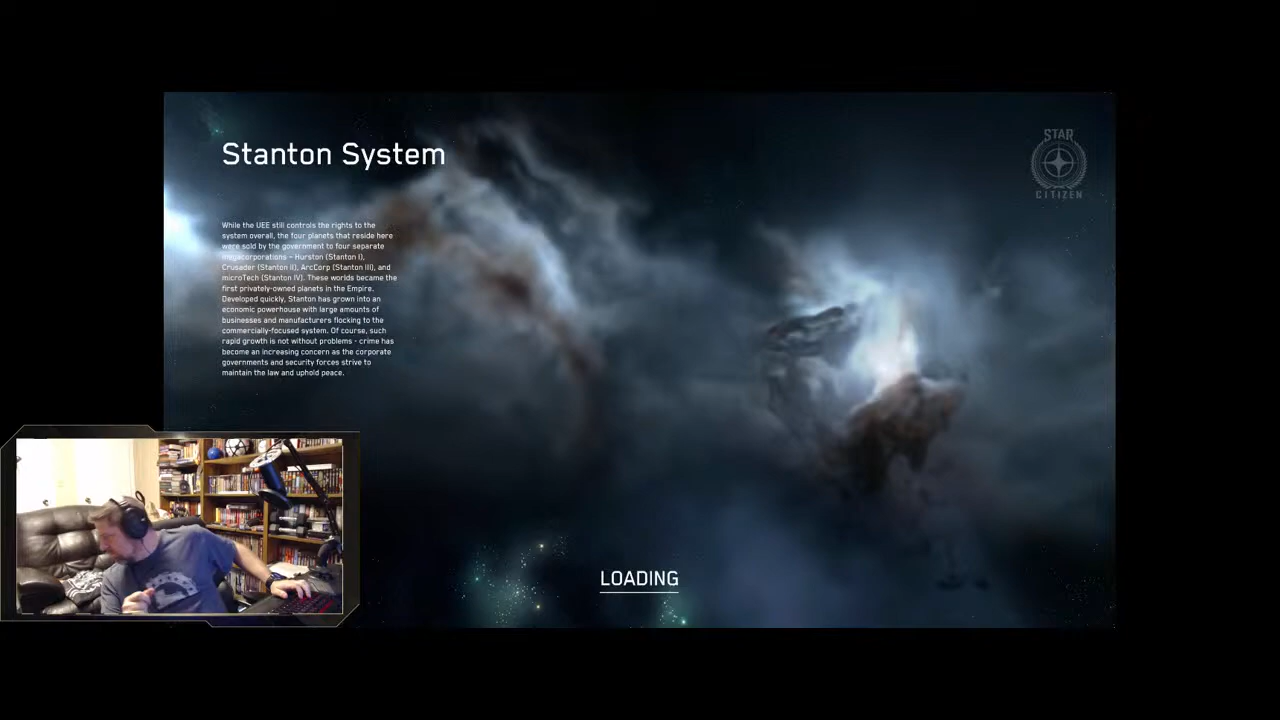 Stanton System
STAR
CITIZEN
While the UEE still controls the rights to the
system overall, the four planets that reside here
were sold by the government to four separate
megacorporations – Hurston (Stanton I),
Crusader (Stanton II), ArcCorp (Stanton III), and
microTech (Stanton IV). These worlds became the
first privately-owned planets in the Empire.
Developed quickly, Stanton has grown into an
economic powerhouse with large amounts of
businesses and manufacturers flocking to the
commercially-focused system. Of course, such
rapid growth is not without problems - crime has
become an increasing concern as the corporate
governments and security forces strive to
maintain the law and uphold peace.
LOADING